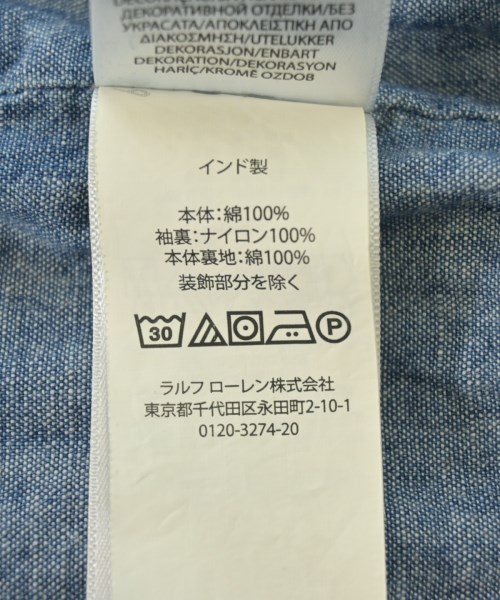 ДЕКОРАТИВНОЙ ОТДЕЛКИ/БЕЗ
УКРАСАТА/ΑΠΟΚΛΕΙΣΤΙΚΗ ΑΠΟ
ΔΙΑΚΟΣΜΗΣΗ/UTELUKKER
DEKORASJON/ENBART
DEKORATION/DEKORASYON
HARİÇ/KROMĚ OZDOB
インド製
本体:綿100%
袖裏:ナイロン100%
本体裏地:綿100%
装飾部分を除く
30 P
ラルフ ローレン株式会社
東京都千代田区永田町2-10-1
0120-3274-20